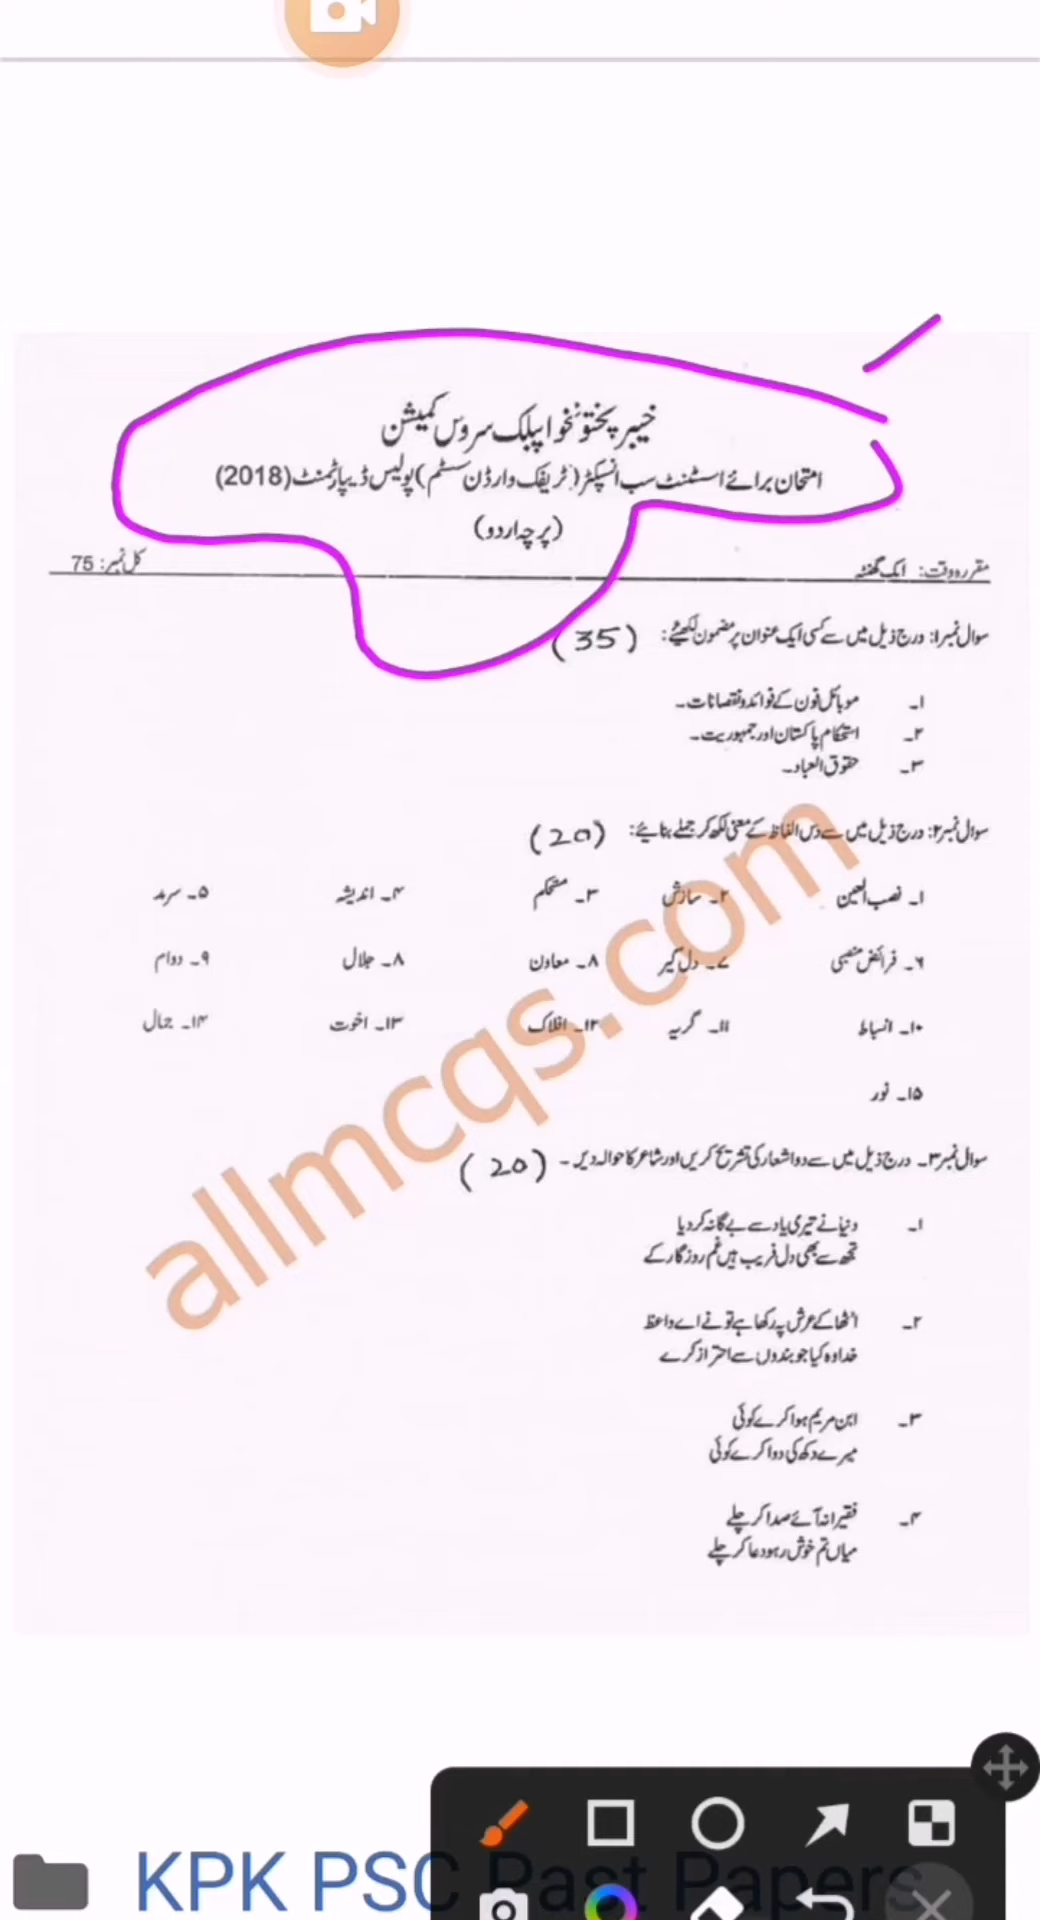 خیبر پختونخوا پبلک سروس کمیشن
امتحان برائے اسسٹنٹ سب انسپکٹر (ٹریفک وارڈن سسٹم) پولیس ڈیپارٹمنٹ (2018)
(پرچہ اردو)
مقررہ وقت: ایک گھنٹہ کل نمبر: 75
سوال نمبر۱: درج ذیل میں سے کسی ایک عنوان پر مضمون لکھیئے: (35)
۱۔ موبائل فون کے فوائد و نقصانات۔
۲۔ استحکام پاکستان اور جمہوریت۔
۳۔ حقوق العباد۔
سوال نمبر۲: درج ذیل میں سے دس الفاظ کے معنی لکھ کر جملے بنائیے: (20)
۱۔ نصب العین ۲۔ سازش ۳۔ مستحکم ۴۔ اندیشہ ۵۔ سرمد
۶۔ فرائض منصبی ۷۔ دل گیر ۸۔ معاون ۸۔ جلال ۹۔ دوام
۱۰۔ انبساط ۱۱۔ گریہ ۱۲۔ افلاک ۱۳۔ اخوت ۱۴۔ جمال
۱۵۔ نور
سوال نمبر۳۔ درج ذیل میں سے دو اشعار کی تشریح کریں اور شاعر کا حوالہ دیں۔ (20)
۱۔ دنیا نے تیری یاد سے بے گانہ کر دیا
تجھ سے بھی دل فریب ہیں غم روزگار کے
۲۔ اٹھا کے عرش پہ رکھا ہے تو نے اے واعظ
خدا وہ کیا جو بندوں سے احتراز کرے
۳۔ ابن مریم ہوا کرے کوئی
میرے دکھ کی دوا کرے کوئی
۴۔ فقیرانہ آئے صدا کر چلے
میاں تم خوش رہو دعا کر چلے
allmcqs.com
KPK PSC Past Papers